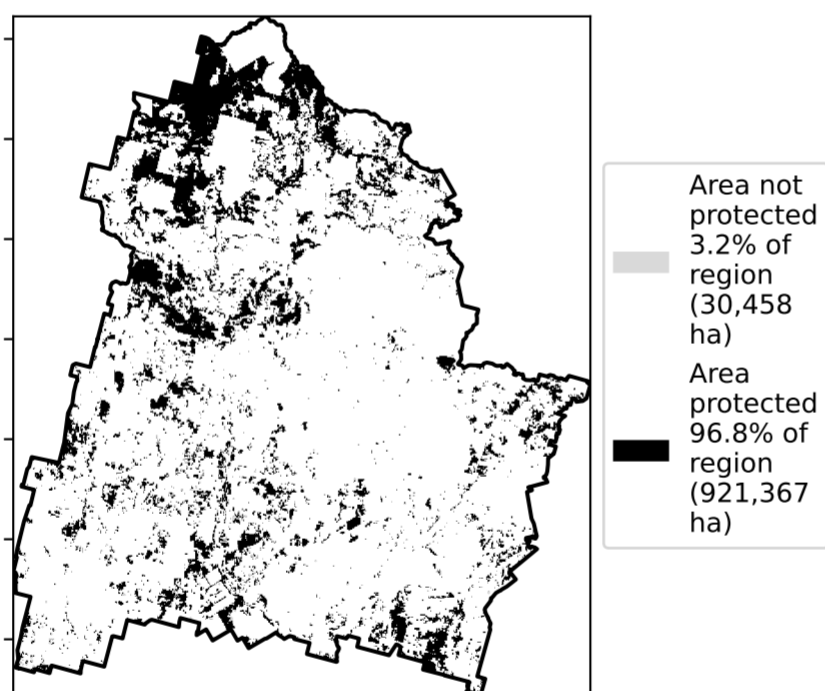 Area not
protected
3.2% of
region
(30,458
ha)
Area
protected
96.8% of
region
(921,367
ha)